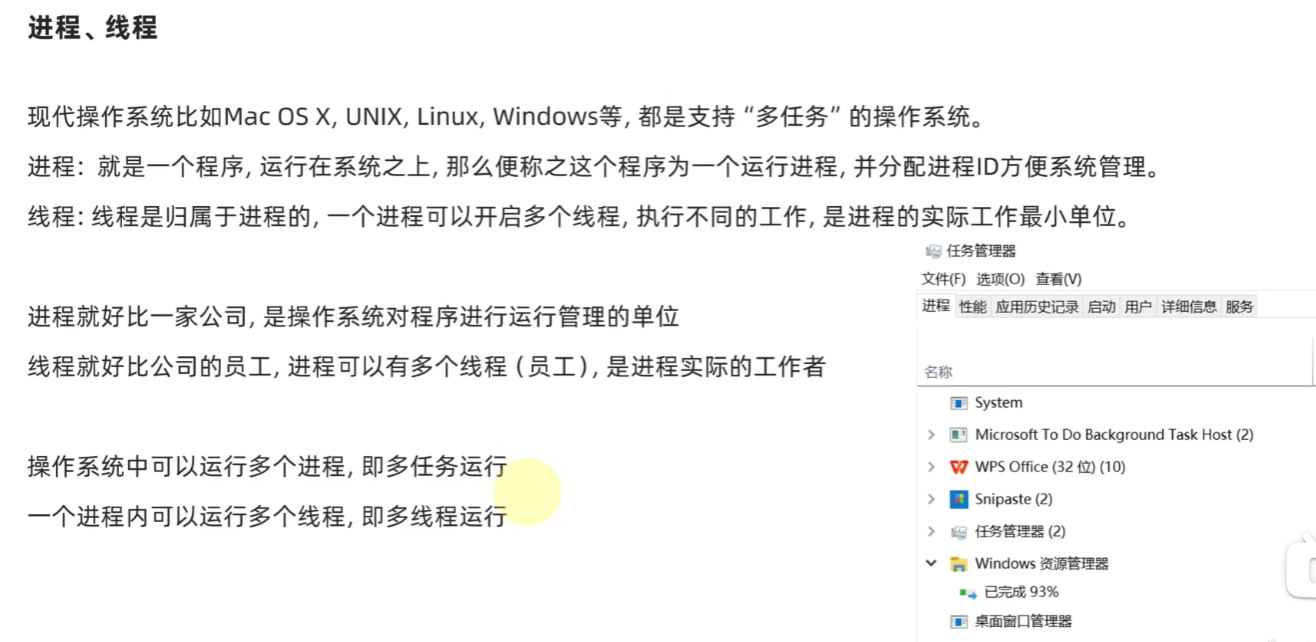 进程、线程
现代操作系统比如Mac OS X, UNIX, Linux, Windows等, 都是支持“多任务”的操作系统。
进程: 就是一个程序, 运行在系统之上, 那么便称之这个程序为一个运行进程, 并分配进程ID方便系统管理。
线程: 线程是归属于进程的, 一个进程可以开启多个线程, 执行不同的工作, 是进程的实际工作最小单位。
进程就好比一家公司, 是操作系统对程序进行运行管理的单位
线程就好比公司的员工, 进程可以有多个线程（员工）, 是进程实际的工作者
操作系统中可以运行多个进程, 即多任务运行
一个进程内可以运行多个线程, 即多线程运行
任务管理器
文件(F) 选项(O) 查看(V)
进程 性能 应用历史记录 启动 用户 详细信息 服务
名称
System
Microsoft To Do Background Task Host (2)
WPS Office (32 位) (10)
Snipaste (2)
任务管理器 (2)
Windows 资源管理器
已完成 93%
桌面窗口管理器